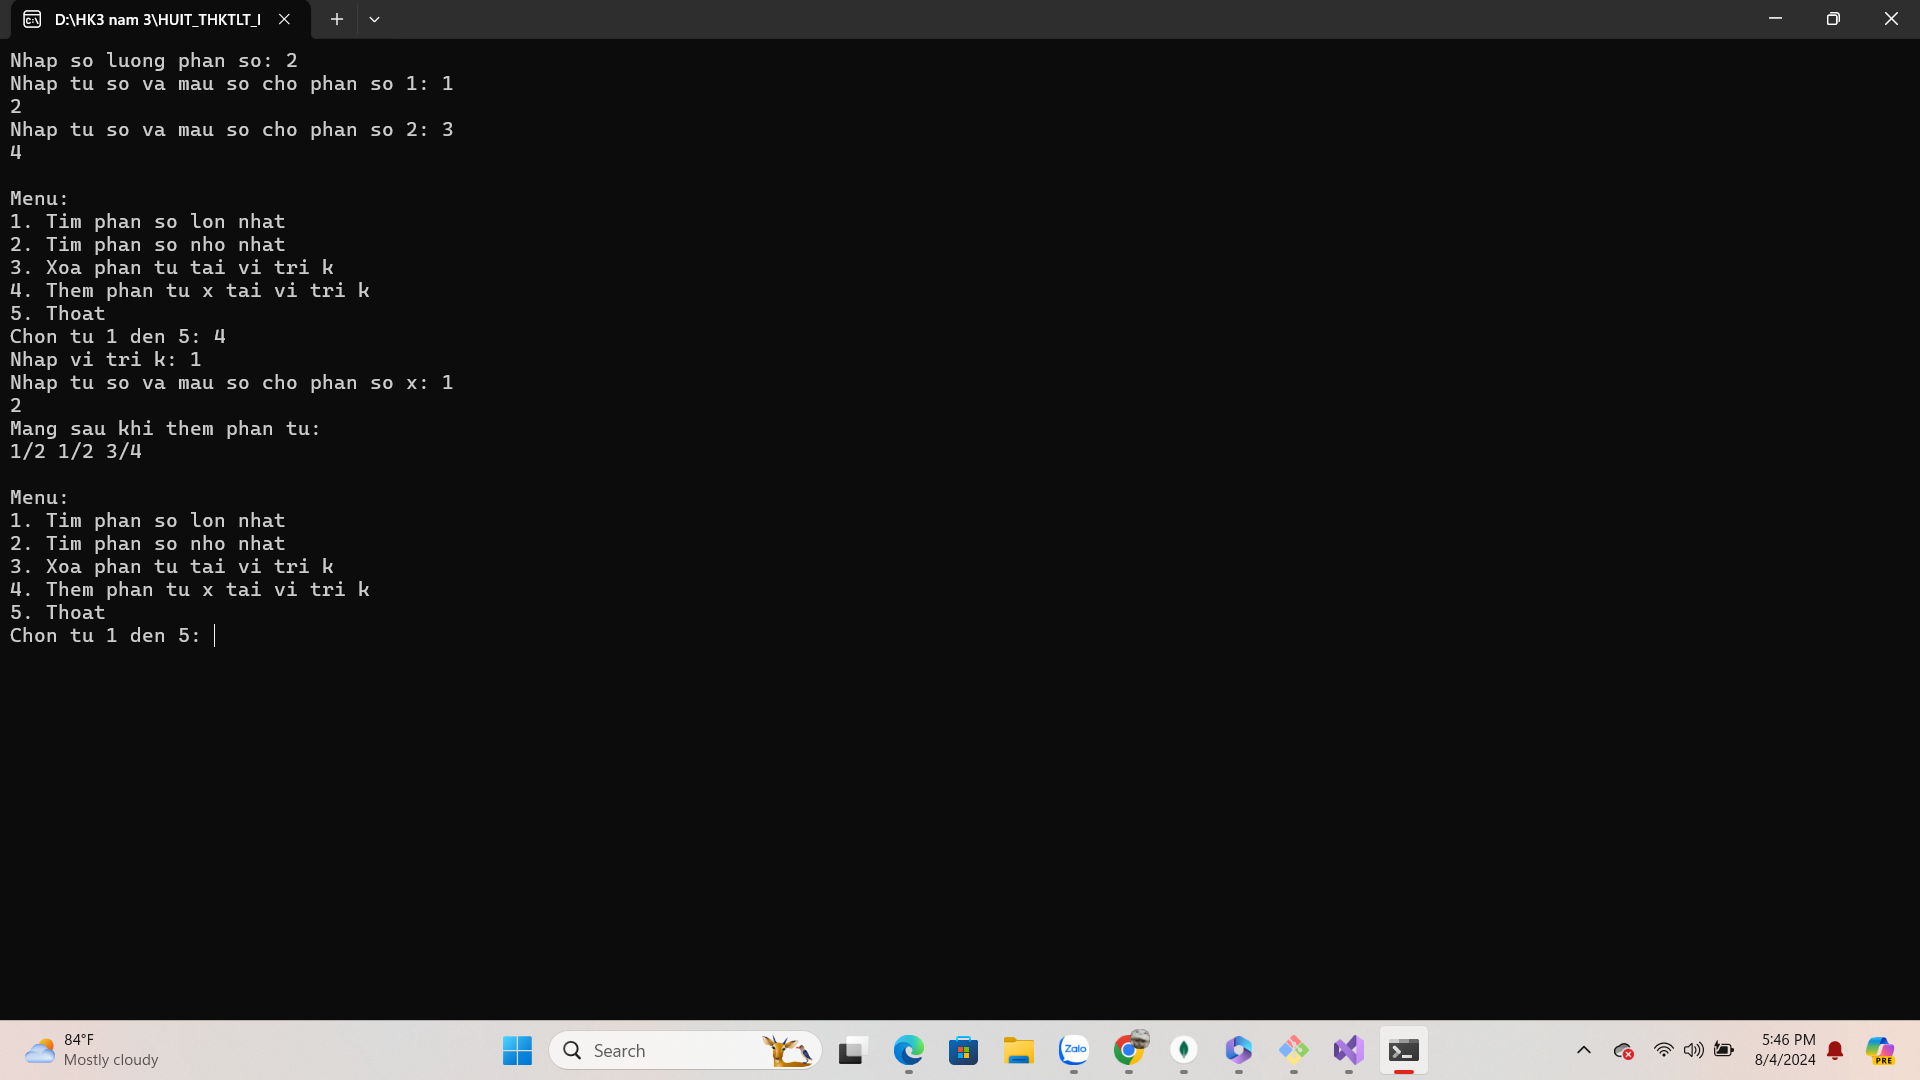 D:\HK3 nam 3\HUIT_THKTLT_I
Nhap so luong phan so: 2
Nhap tu so va mau so cho phan so 1: 1
2
Nhap tu so va mau so cho phan so 2: 3
4
Menu:
1. Tim phan so lon nhat
2. Tim phan so nho nhat
3. Xoa phan tu tai vi tri k
4. Them phan tu x tai vi tri k
5. Thoat
Chon tu 1 den 5: 4
Nhap vi tri k: 1
Nhap tu so va mau so cho phan so x: 1
2
Mang sau khi them phan tu:
1/2 1/2 3/4
Menu:
1. Tim phan so lon nhat
2. Tim phan so nho nhat
3. Xoa phan tu tai vi tri k
4. Them phan tu x tai vi tri k
5. Thoat
Chon tu 1 den 5:
84°F
Mostly cloudy
Search
Zalo
5:46 PM
8/4/2024
PRE